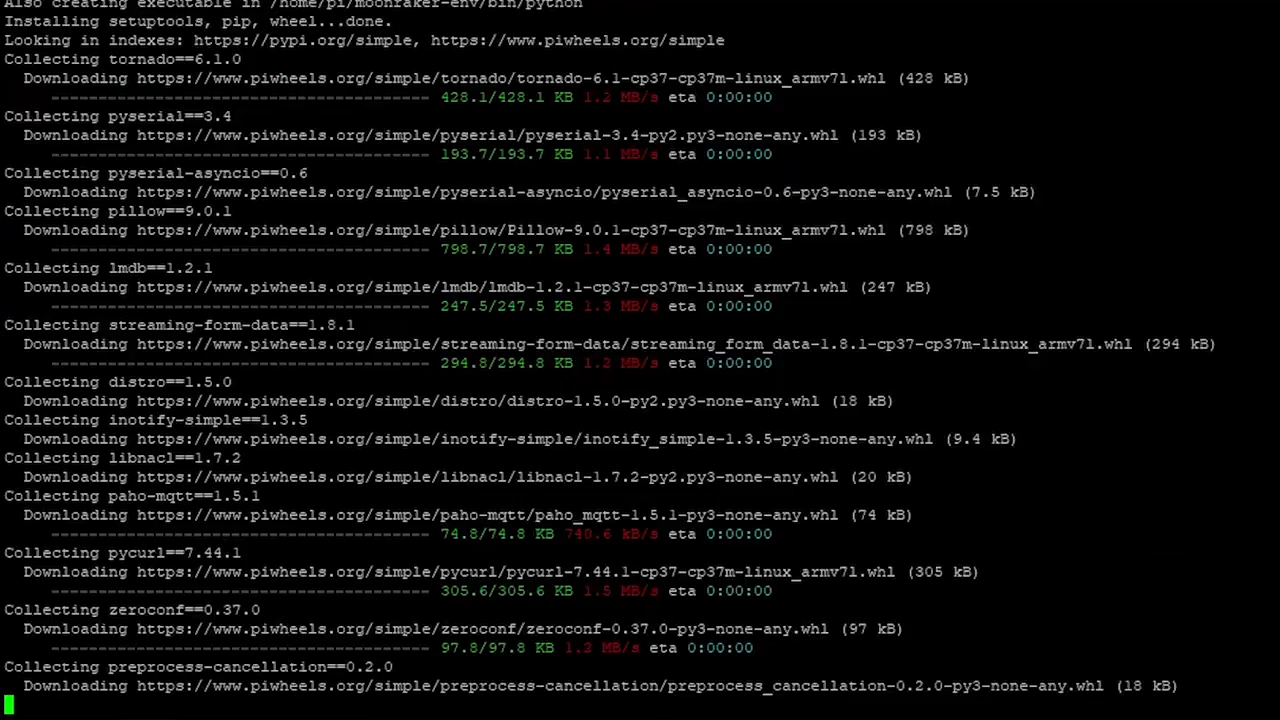 Also creating executable in /home/pi/moonraker-env/bin/python
Installing setuptools, pip, wheel...done.
Looking in indexes: https://pypi.org/simple, https://www.piwheels.org/simple
Collecting tornado==6.1.0
  Downloading https://www.piwheels.org/simple/tornado/tornado-6.1-cp37-cp37m-linux_armv7l.whl (428 kB)
     ---------------------------------------- 428.1/428.1 KB 1.2 MB/s eta 0:00:00
Collecting pyserial==3.4
  Downloading https://www.piwheels.org/simple/pyserial/pyserial-3.4-py2.py3-none-any.whl (193 kB)
     ---------------------------------------- 193.7/193.7 KB 1.1 MB/s eta 0:00:00
Collecting pyserial-asyncio==0.6
  Downloading https://www.piwheels.org/simple/pyserial-asyncio/pyserial_asyncio-0.6-py3-none-any.whl (7.5 kB)
Collecting pillow==9.0.1
  Downloading https://www.piwheels.org/simple/pillow/Pillow-9.0.1-cp37-cp37m-linux_armv7l.whl (798 kB)
     ---------------------------------------- 798.7/798.7 KB 1.4 MB/s eta 0:00:00
Collecting lmdb==1.2.1
  Downloading https://www.piwheels.org/simple/lmdb/lmdb-1.2.1-cp37-cp37m-linux_armv7l.whl (247 kB)
     ---------------------------------------- 247.5/247.5 KB 1.3 MB/s eta 0:00:00
Collecting streaming-form-data==1.8.1
  Downloading https://www.piwheels.org/simple/streaming-form-data/streaming_form_data-1.8.1-cp37-cp37m-linux_armv7l.whl (294 kB)
     ---------------------------------------- 294.8/294.8 KB 1.2 MB/s eta 0:00:00
Collecting distro==1.5.0
  Downloading https://www.piwheels.org/simple/distro/distro-1.5.0-py2.py3-none-any.whl (18 kB)
Collecting inotify-simple==1.3.5
  Downloading https://www.piwheels.org/simple/inotify-simple/inotify_simple-1.3.5-py3-none-any.whl (9.4 kB)
Collecting libnacl==1.7.2
  Downloading https://www.piwheels.org/simple/libnacl/libnacl-1.7.2-py2.py3-none-any.whl (20 kB)
Collecting paho-mqtt==1.5.1
  Downloading https://www.piwheels.org/simple/paho-mqtt/paho_mqtt-1.5.1-py3-none-any.whl (74 kB)
     ---------------------------------------- 74.8/74.8 KB 740.6 kB/s eta 0:00:00
Collecting pycurl==7.44.1
  Downloading https://www.piwheels.org/simple/pycurl/pycurl-7.44.1-cp37-cp37m-linux_armv7l.whl (305 kB)
     ---------------------------------------- 305.6/305.6 KB 1.5 MB/s eta 0:00:00
Collecting zeroconf==0.37.0
  Downloading https://www.piwheels.org/simple/zeroconf/zeroconf-0.37.0-py3-none-any.whl (97 kB)
     ---------------------------------------- 97.8/97.8 KB 1.3 MB/s eta 0:00:00
Collecting preprocess-cancellation==0.2.0
  Downloading https://www.piwheels.org/simple/preprocess-cancellation/preprocess_cancellation-0.2.0-py3-none-any.whl (18 kB)